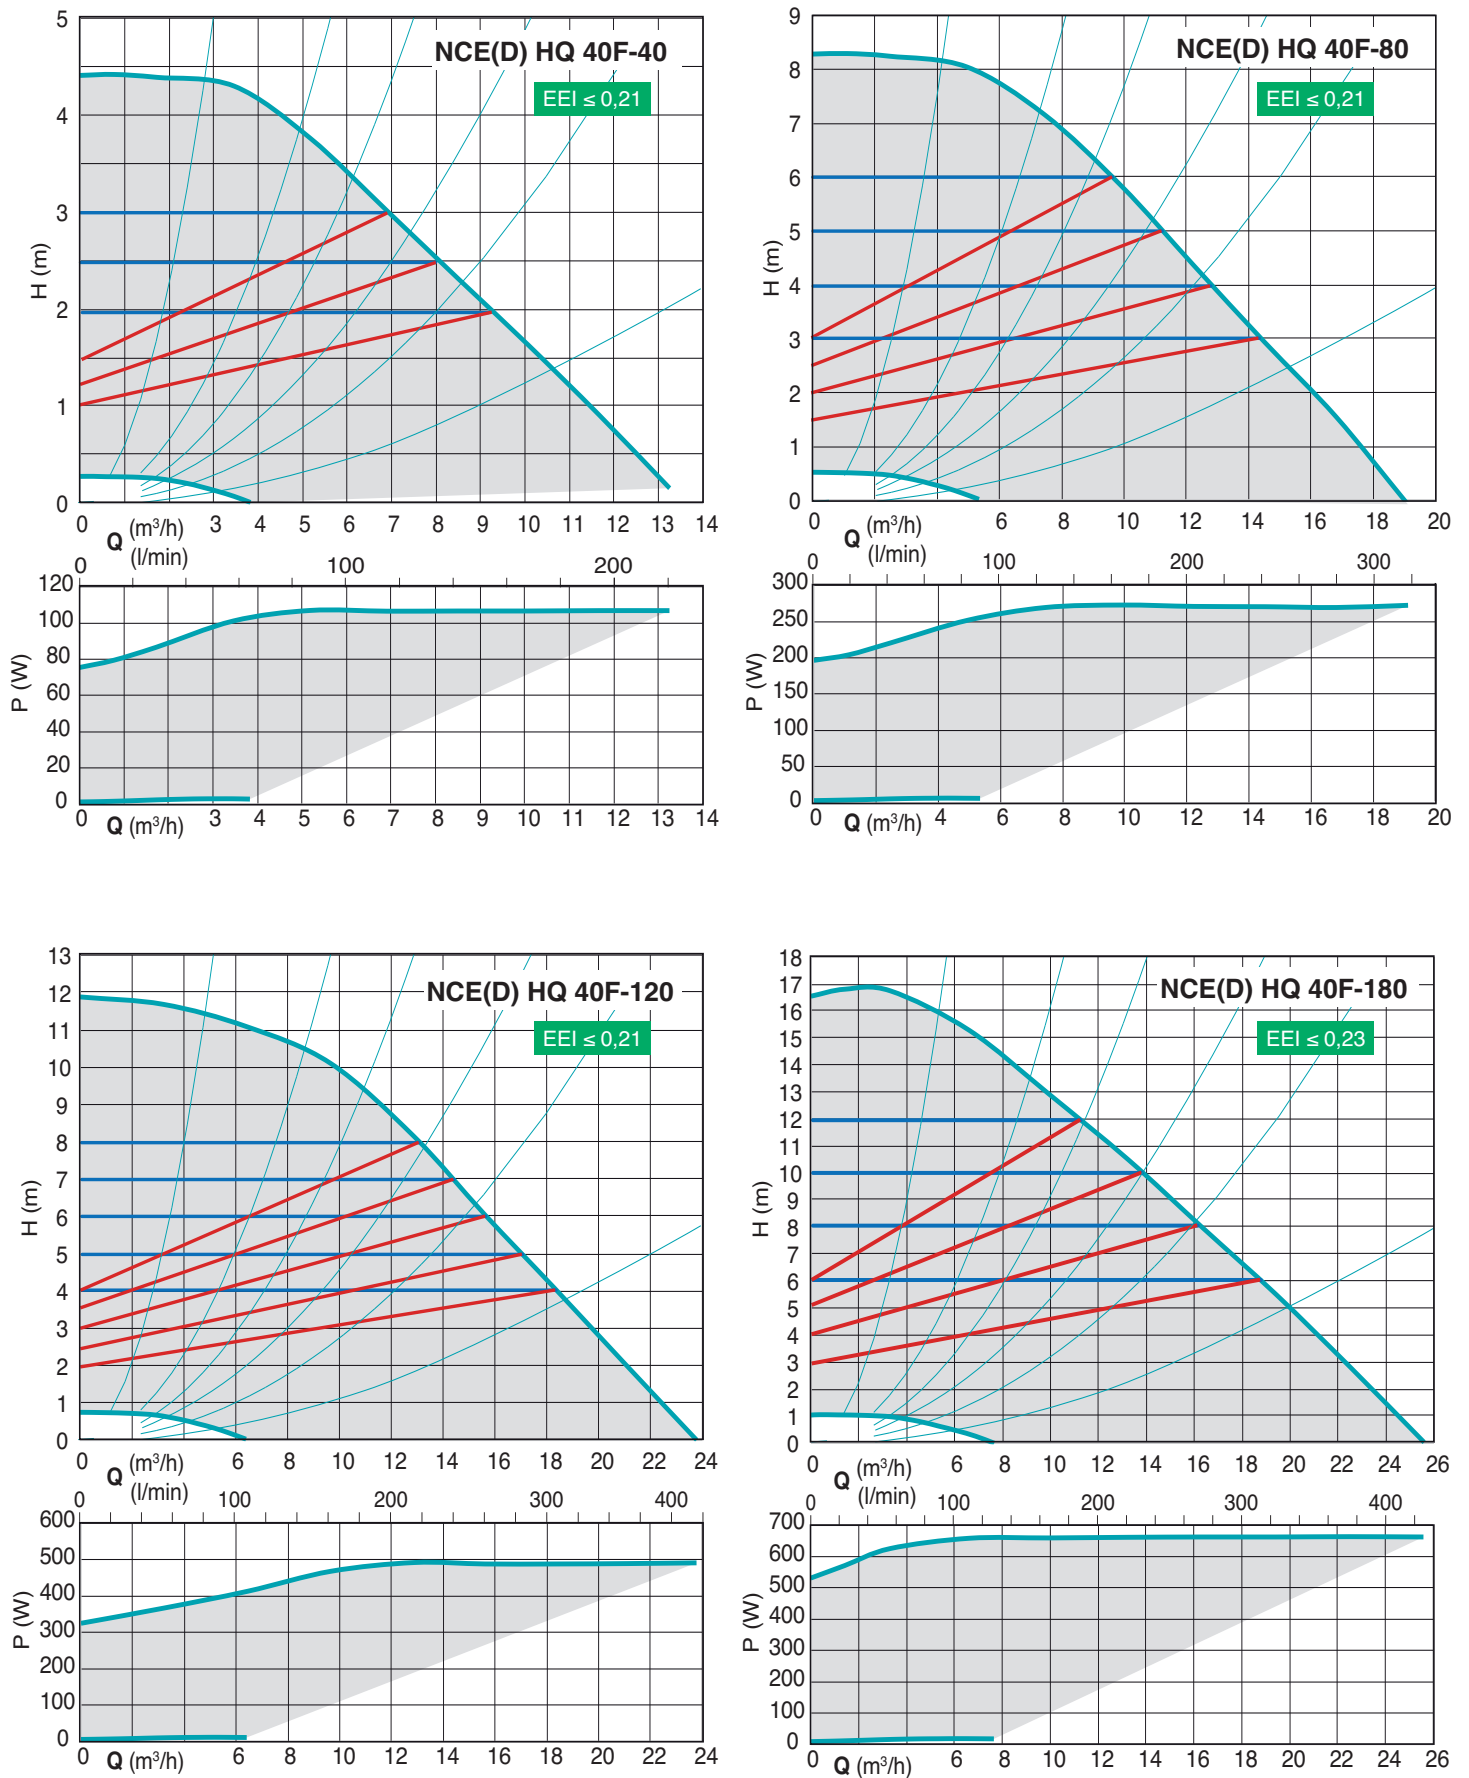 NCE(D) HQ 40F-40
EEI ≤ 0,21
H (m)
5
4
3
2
1
0
0 3 4 5 6 7 8 9 10 11 12 13 14
Q (m³/h)
(l/min)
0 100 200
P (W)
120
100
80
60
40
20
0
0 3 4 5 6 7 8 9 10 11 12 13 14
Q (m³/h)
NCE(D) HQ 40F-80
EEI ≤ 0,21
H (m)
9
8
7
6
5
4
3
2
1
0
0 6 8 10 12 14 16 18 20
Q (m³/h)
(l/min)
0 100 200 300
P (W)
300
250
200
150
100
50
0
0 4 6 8 10 12 14 16 18 20
Q (m³/h)
NCE(D) HQ 40F-120
EEI ≤ 0,21
H (m)
13
12
11
10
9
8
7
6
5
4
3
2
1
0
0 6 8 10 12 14 16 18 20 22 24
Q (m³/h)
(l/min)
0 100 200 300 400
P (W)
600
500
400
300
200
100
0
0 6 8 10 12 14 16 18 20 22 24
Q (m³/h)
NCE(D) HQ 40F-180
EEI ≤ 0,23
H (m)
18
17
16
15
14
13
12
11
10
9
8
7
6
5
4
3
2
1
0
0 6 8 10 12 14 16 18 20 22 24 26
Q (m³/h)
(l/min)
0 100 200 300 400
P (W)
700
600
500
400
300
200
100
0
0 6 8 10 12 14 16 18 20 22 24 26
Q (m³/h)